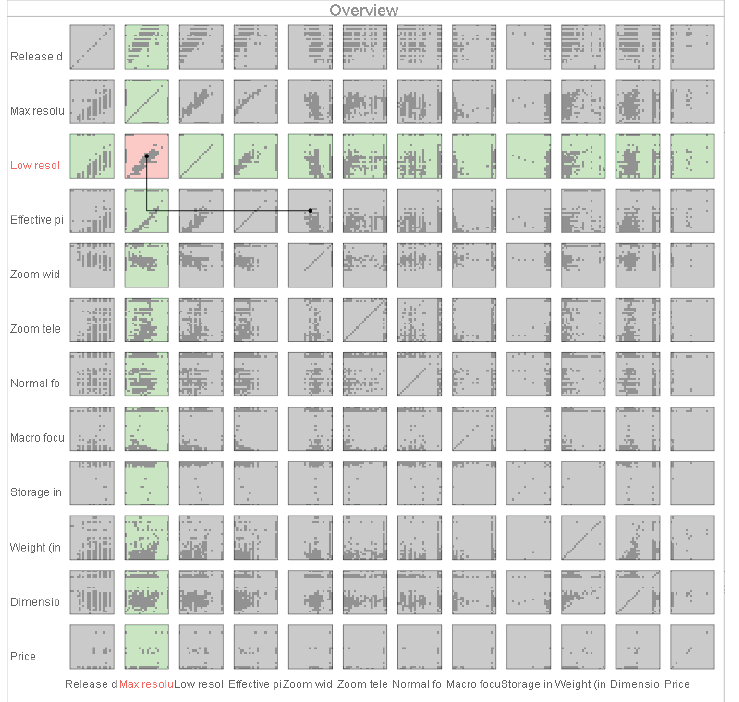 Overview
Release d
Max resolu
Low resol
Effective pi
Zoom wid
Zoom tele
Normal fo
Macro focu
Storage in
Weight (in
Dimensio
Price
Release d Max resolu Low resol Effective pi Zoom wid Zoom tele Normal fo Macro focu Storage in Weight (in Dimensio Price